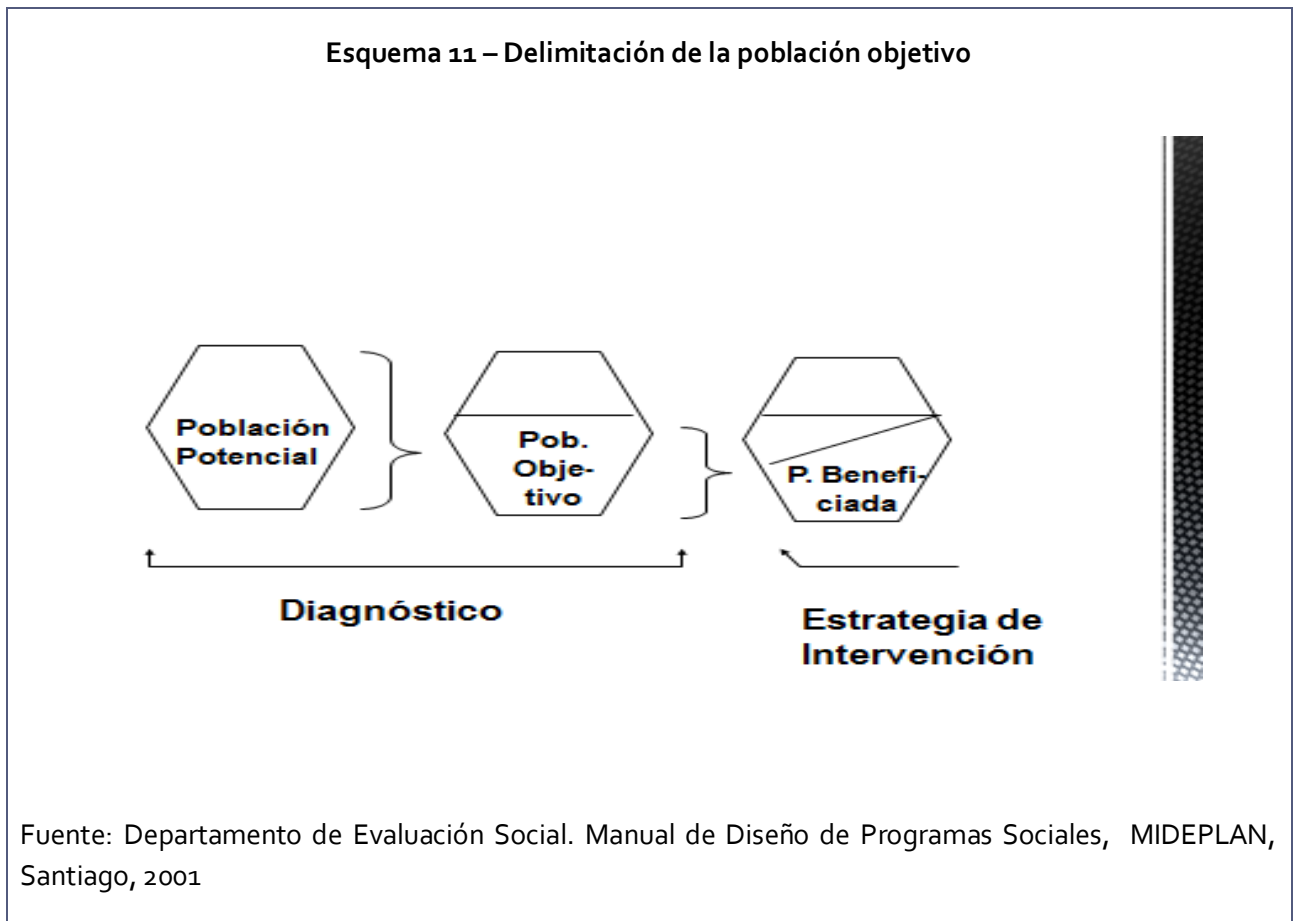 Esquema 11 – Delimitación de la población objetivo
Población
Potencial
Pob.
Obje-
tivo
P. Benefi-
ciada
Diagnóstico
Estrategia de
Intervención
Fuente: Departamento de Evaluación Social. Manual de Diseño de Programas Sociales, MIDEPLAN,
Santiago, 2001